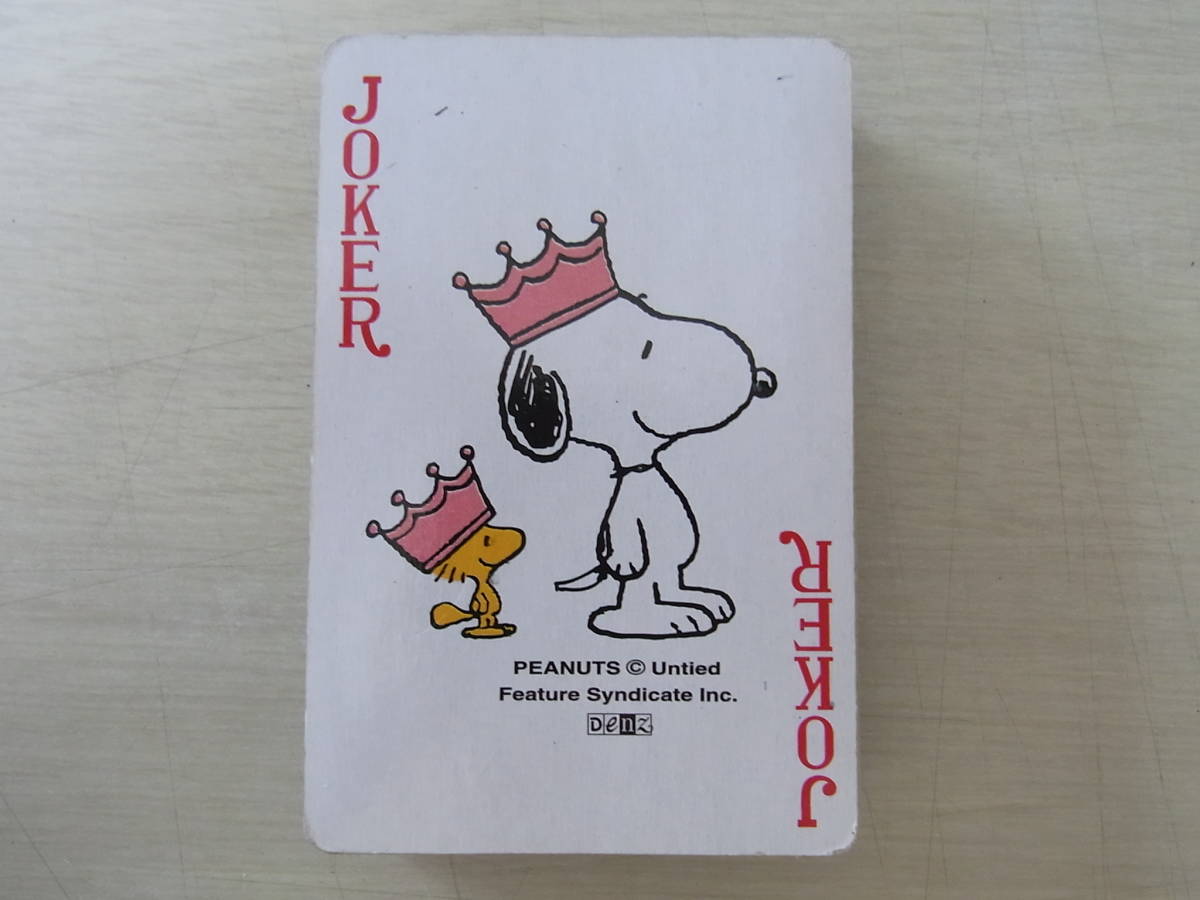 JOKER
PEANUTS © Untied
Feature Syndicate Inc.
Denz
JOKER